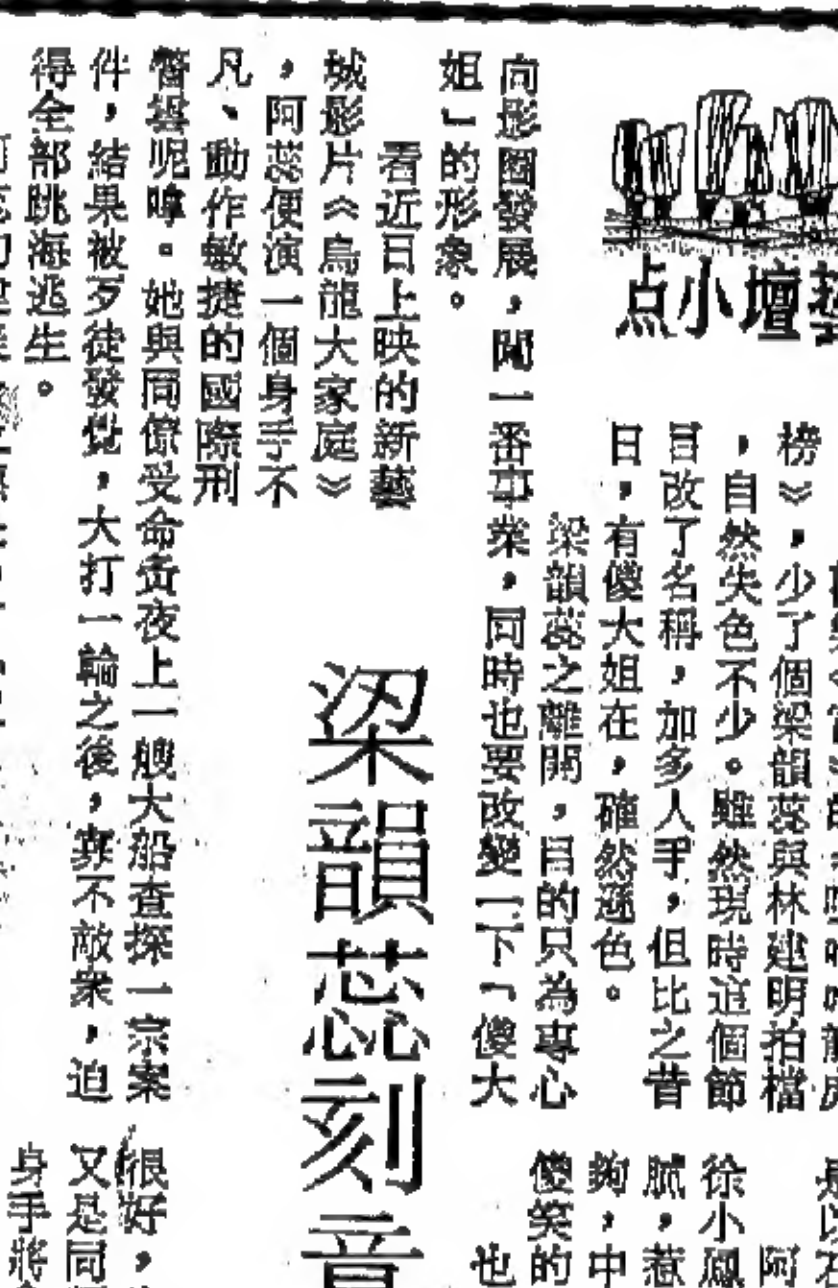 点小壇
榜》，少了個梁韻蕊與林建明拍檔
，自然失色不少。雖然現時這個節
目改了名稱，加多人手，但比之昔
日，有傻大姐在，確然遜色。
梁韻蕊之離開，目的只為專心
向影圈發展，闖一番事業，同時也要改變一下「傻大
姐」的形象。
看近日上映的新藝
城影片《烏龍大家庭》
，阿蕊便演一個身手不
凡、動作敏捷的國際刑
警呢。她與同僚受命夤夜上一艘大船查探一宗案
件，結果被歹徒發覺，大打一輪之後，寡不敵衆，迫
得全部跳海逃生。
梁韻蕊刻意
阿
徐小鳳
膩，惹
夠，中
傻笑的
也
很好，
又是同
身手將